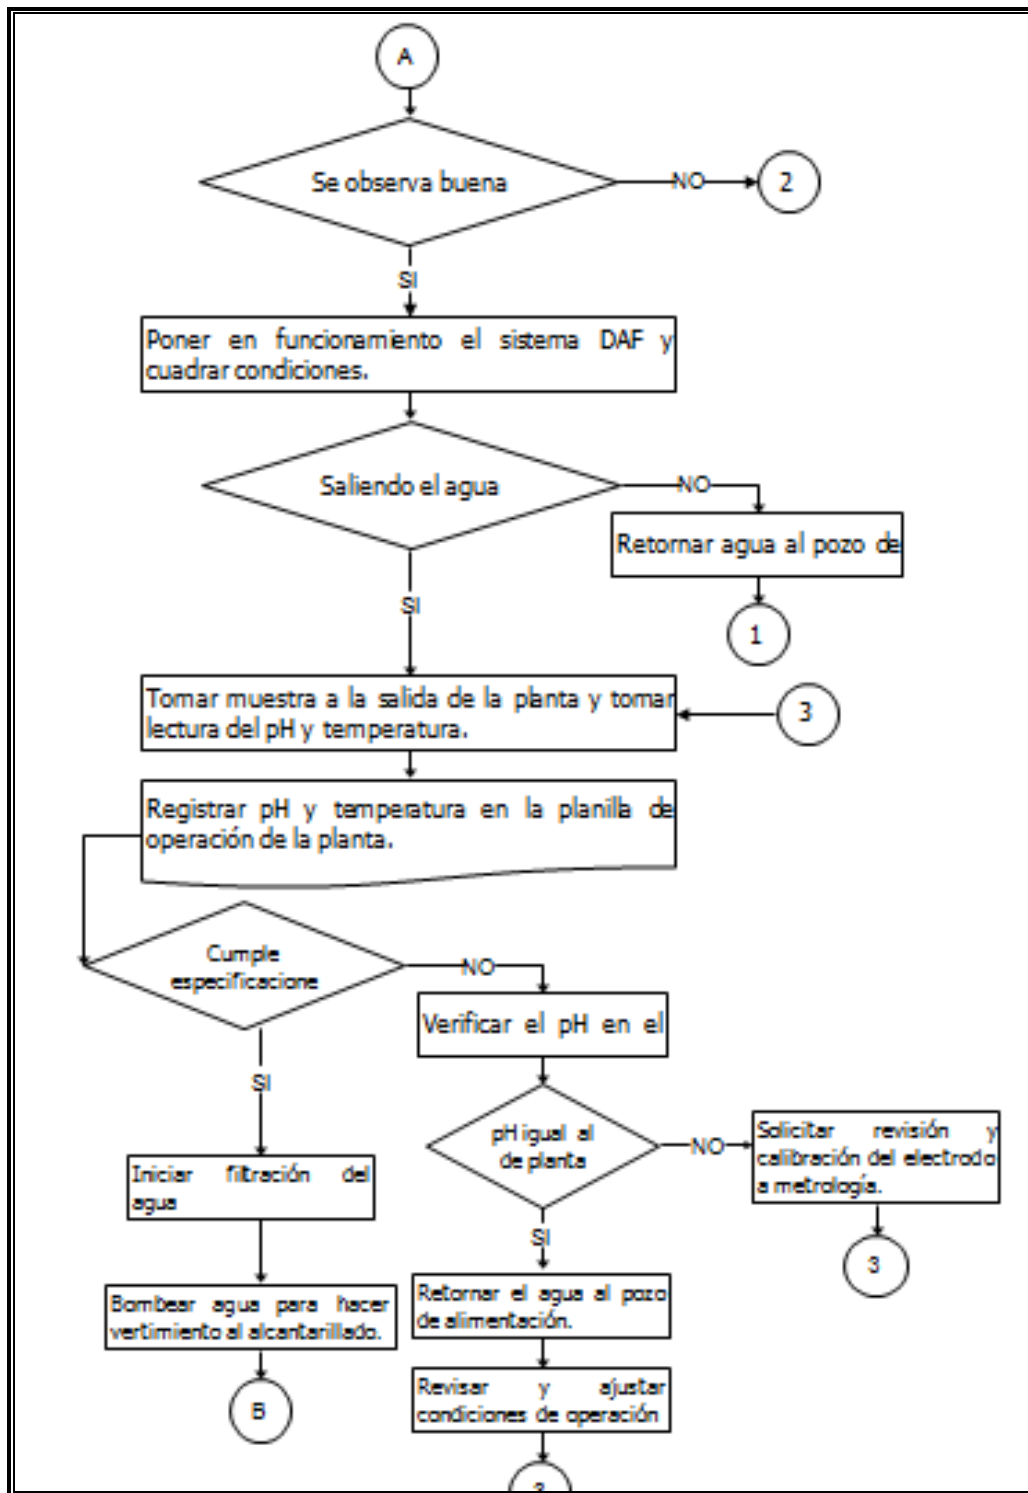 A
Se observa buena
NO
2
SI
Poner en funcionamiento el sistema DAF y
cuadrar condiciones.
Saliendo el agua
NO
Retornar agua al pozo de
1
SI
Tomar muestra a la salida de la planta y tomar
lectura del pH y temperatura.
3
Registrar pH y temperatura en la planilla de
operación de la planta.
Cumple
especificacione
NO
Verificar el pH en el
SI
pH igual al
de planta
NO
Solicitar revisión y
calibración del electrodo
a metrología.
3
Iniciar filtración del
agua
SI
Retornar el agua al pozo
de alimentación.
Bombear agua para hacer
vertimiento al alcantarillado.
Revisar y ajustar
condiciones de operación
B